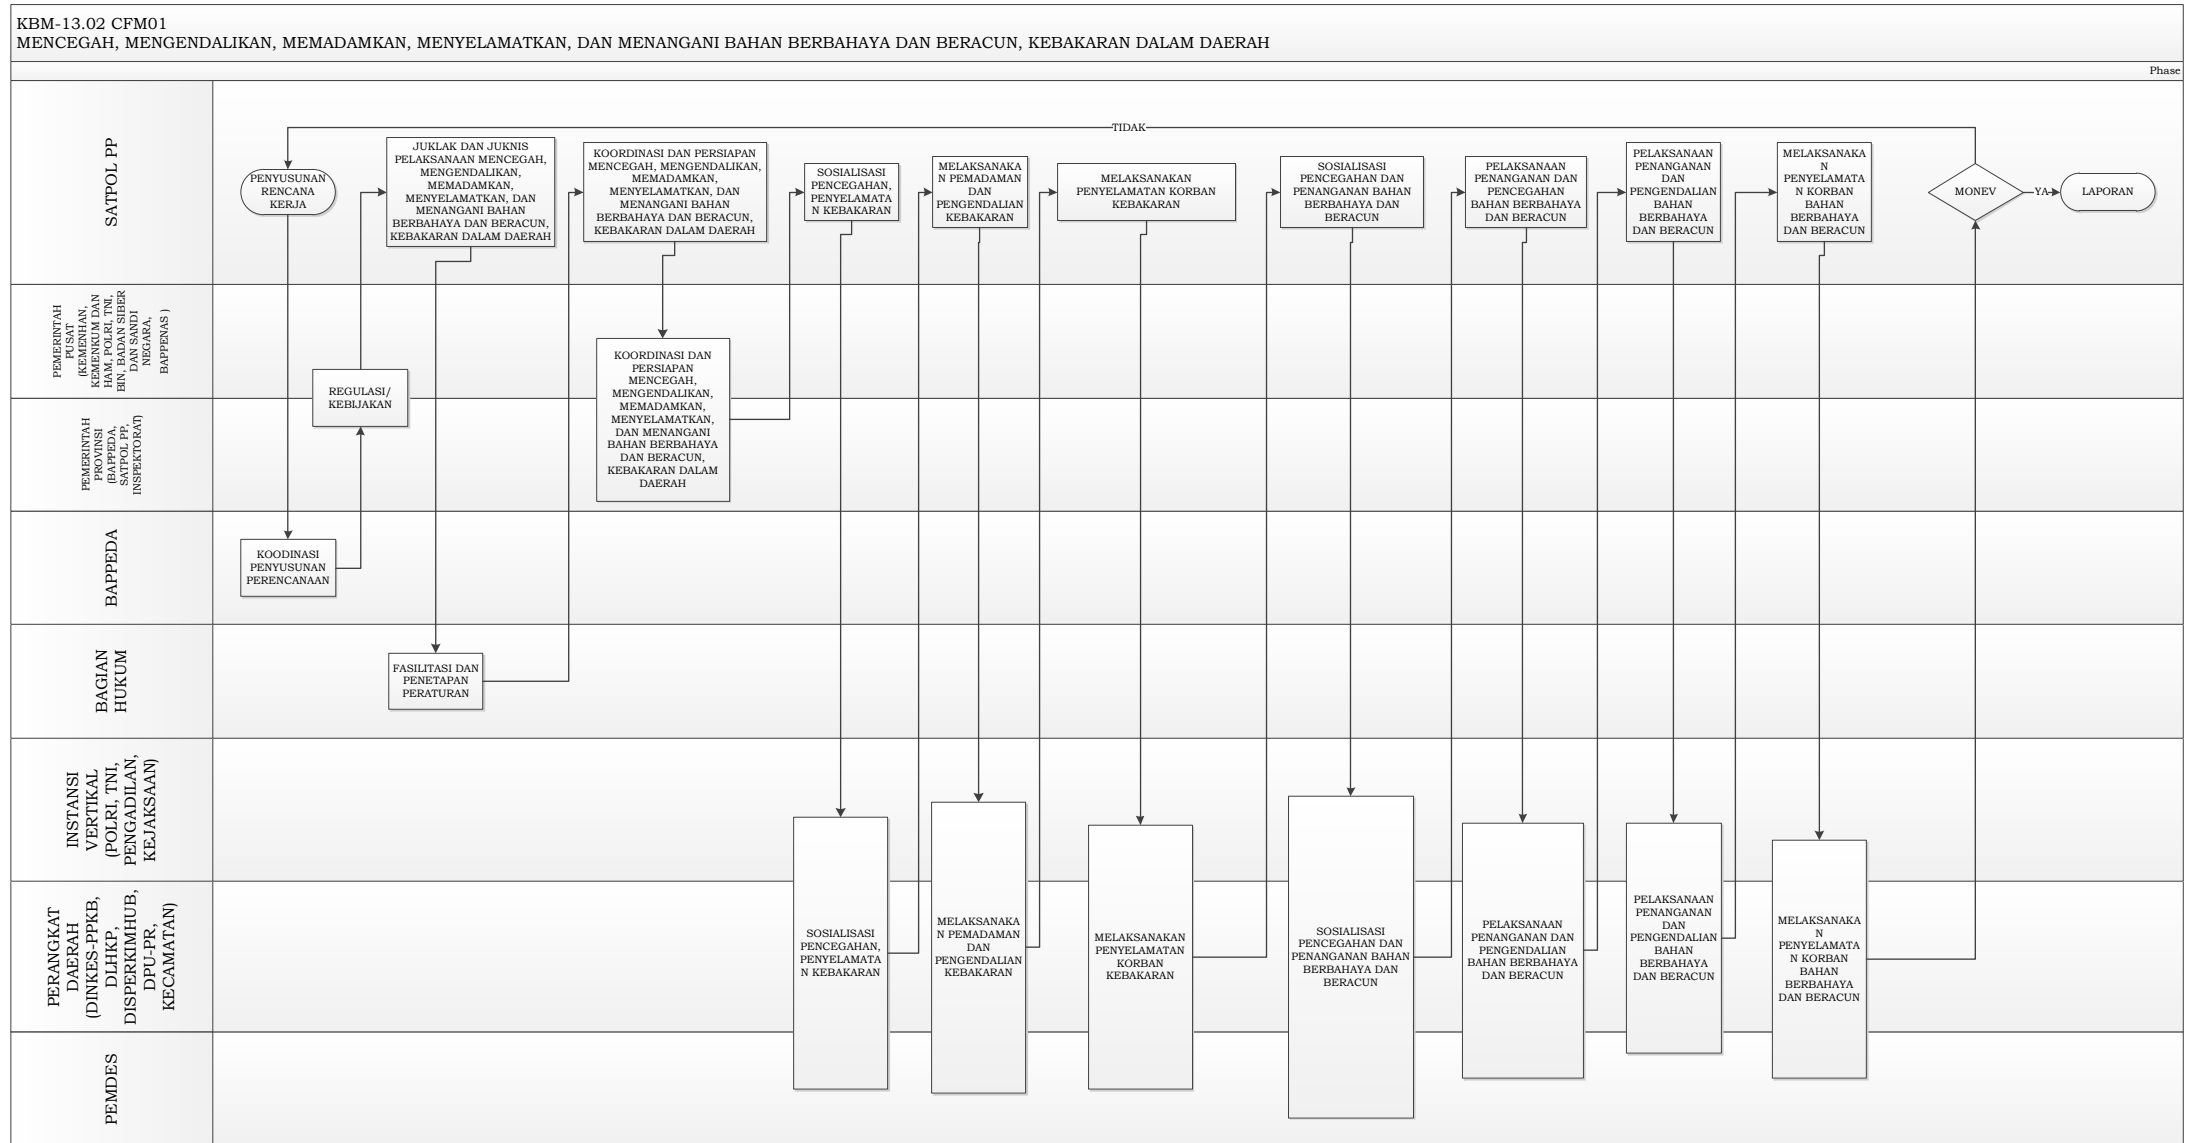 KBM-13.02 CFM01
MENCEGAH, MENGENDALIKAN, MEMADAMKAN, MENYELAMATKAN, DAN MENANGANI BAHAN BERBAHAYA DAN BERACUN, KEBAKARAN DALAM DAERAH
Phase
SATPOL PP
TIDAK
PENYUSUNAN
RENCANA
KERJA
JUKLAK DAN JUKNIS
PELAKSANAAN MENCEGAH,
MENGENDALIKAN,
MEMADAMKAN,
MENYELAMATKAN, DAN
MENANGANI BAHAN
BERBAHAYA DAN BERACUN,
KEBAKARAN DALAM DAERAH
KOORDINASI DAN PERSIAPAN
MENCEGAH, MENGENDALIKAN,
MEMADAMKAN,
MENYELAMATKAN, DAN
MENANGANI BAHAN
BERBAHAYA DAN BERACUN,
KEBAKARAN DALAM DAERAH
SOSIALISASI
PENCEGAHAN,
PENYELAMATA
N KEBAKARAN
MELAKSANAKA
N PEMADAMAN
DAN
PENGENDALIAN
KEBAKARAN
MELAKSANAKAN
PENYELAMATAN KORBAN
KEBAKARAN
SOSIALISASI
PENCEGAHAN DAN
PENANGANAN BAHAN
BERBAHAYA DAN
BERACUN
PELAKSANAAN
PENANGANAN DAN
PENCEGAHAN
BAHAN BERBAHAYA
DAN BERACUN
PELAKSANAAN
PENANGANAN
DAN
PENGENDALIAN
BAHAN
BERBAHAYA
DAN BERACUN
MELAKSANAKA
N
PENYELAMATA
N KORBAN
BAHAN
BERBAHAYA
DAN BERACUN
MONEV
YA
LAPORAN
PEMERINTAH
PUSAT
(KEMENHAN,
KEMENKUM DAN
HAM, POLRI, TNI,
BIN, BADAN SIBER
DAN SANDI
NEGARA,
BAPPENAS )
REGULASI/
KEBIJAKAN
KOORDINASI DAN
PERSIAPAN
MENCEGAH,
MENGENDALIKAN,
MEMADAMKAN,
MENYELAMATKAN,
DAN MENANGANI
BAHAN BERBAHAYA
DAN BERACUN,
KEBAKARAN DALAM
DAERAH
PEMERINTAH
PROVINSI
(BAPPEDA,
SATPOL PP,
INSPEKTORAT)
BAPPEDA
KOODINASI
PENYUSUNAN
PERENCANAAN
BAGIAN
HUKUM
FASILITASI DAN
PENETAPAN
PERATURAN
INSTANSI
VERTIKAL
(POLRI, TNI,
PENGADILAN,
KEJAKSAAN)
PERANGKAT
DAERAH
(DINKES-PPKB,
DLHKP,
DISPERKIMHUB,
DPU-PR,
KECAMATAN)
SOSIALISASI
PENCEGAHAN,
PENYELAMATA
N KEBAKARAN
MELAKSANAKA
N PEMADAMAN
DAN
PENGENDALIAN
KEBAKARAN
MELAKSANAKAN
PENYELAMATAN
KORBAN
KEBAKARAN
SOSIALISASI
PENCEGAHAN DAN
PENANGANAN BAHAN
BERBAHAYA DAN
BERACUN
PELAKSANAAN
PENANGANAN DAN
PENGENDALIAN
BAHAN BERBAHAYA
DAN BERACUN
PELAKSANAAN
PENANGANAN
DAN
PENGENDALIAN
BAHAN
BERBAHAYA
DAN BERACUN
MELAKSANAKA
N
PENYELAMATA
N KORBAN
BAHAN
BERBAHAYA
DAN BERACUN
PEMDES